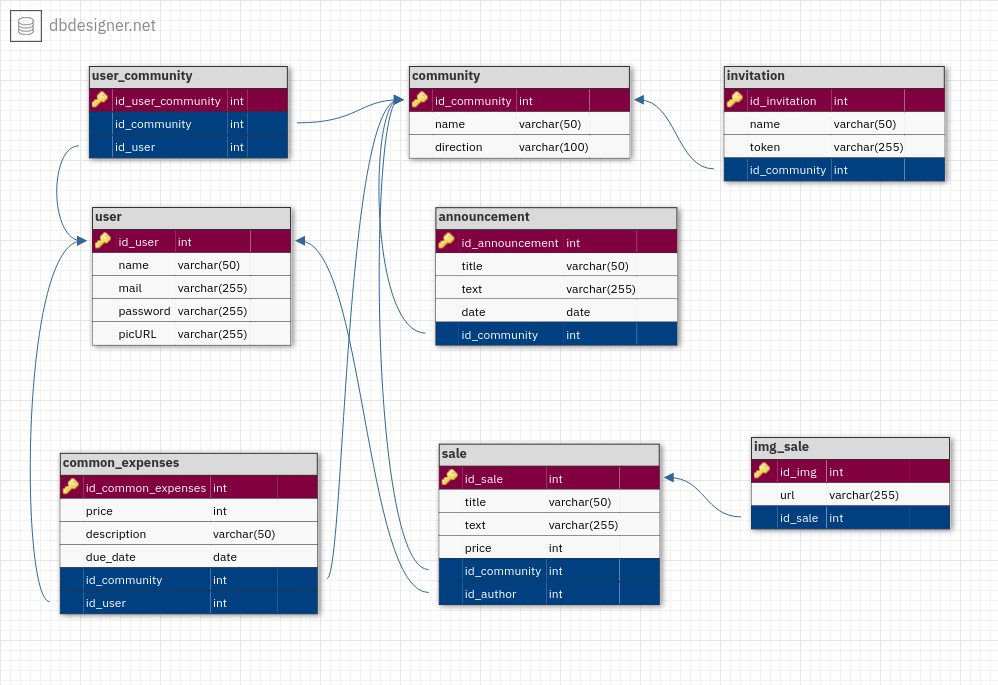 dbdesigner.net
user_community
id_user_community int
id_community int
id_user int
community
id_community int
name varchar(50)
direction varchar(100)
invitation
id_invitation int
name varchar(50)
token varchar(255)
id_community int
user
id_user int
name varchar(50)
mail varchar(255)
password varchar(255)
picURL varchar(255)
announcement
id_announcement int
title varchar(50)
text varchar(255)
date date
id_community int
common_expenses
id_common_expenses int
price int
description varchar(50)
due_date date
id_community int
id_user int
sale
id_sale int
title varchar(50)
text varchar(255)
price int
id_community int
id_author int
img_sale
id_img int
url varchar(255)
id_sale int